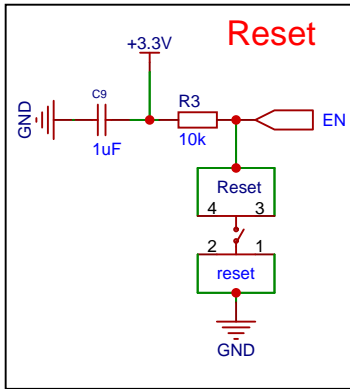 Reset
+3.3V
C9
R3
GND
EN
1uF
10k
Reset
4 3
2 1
reset
GND